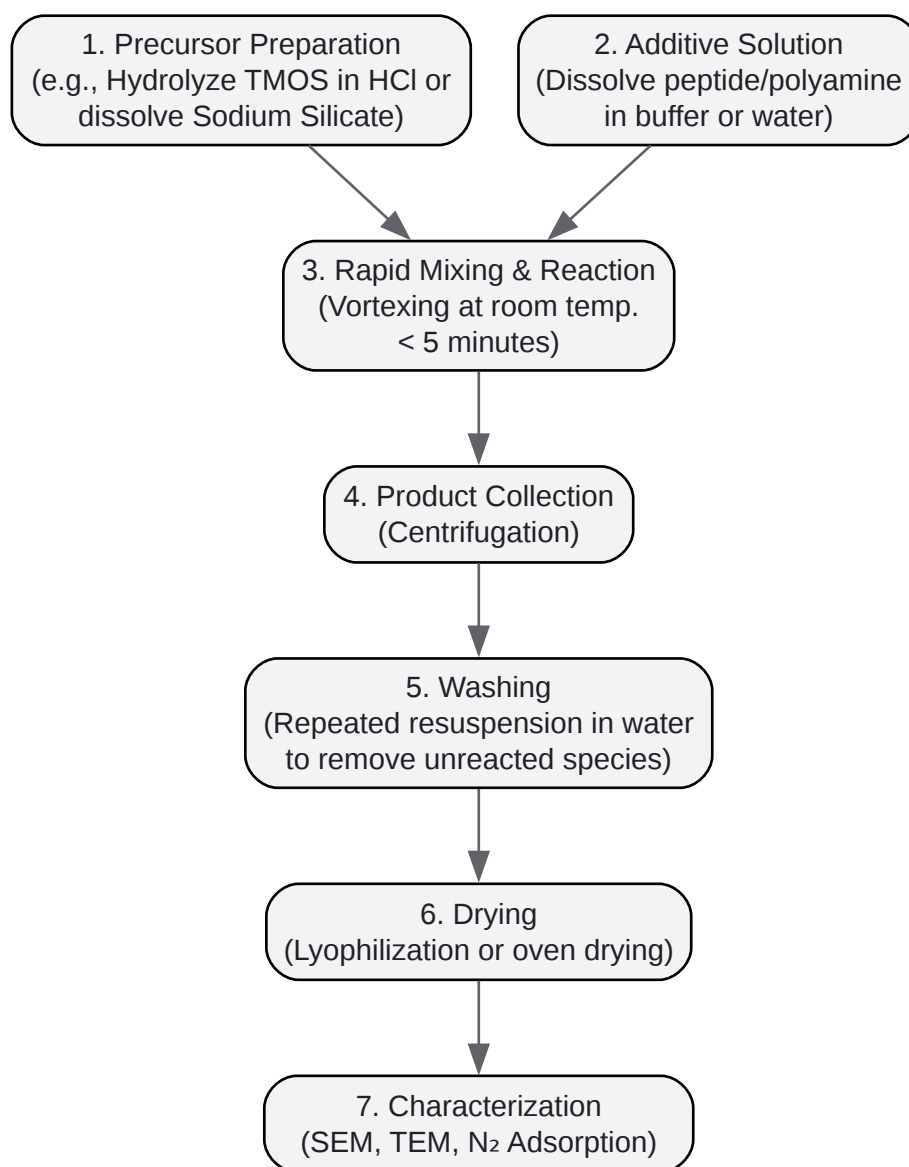 1. Precursor Preparation
(e.g., Hydrolyze TMOS in HCl or
dissolve Sodium Silicate)
2. Additive Solution
(Dissolve peptide/polyamine
in buffer or water)
3. Rapid Mixing & Reaction
(Vortexing at room temp.
< 5 minutes)
4. Product Collection
(Centrifugation)
5. Washing
(Repeated resuspension in water
to remove unreacted species)
6. Drying
(Lyophilization or oven drying)
7. Characterization
(SEM, TEM, N₂ Adsorption)